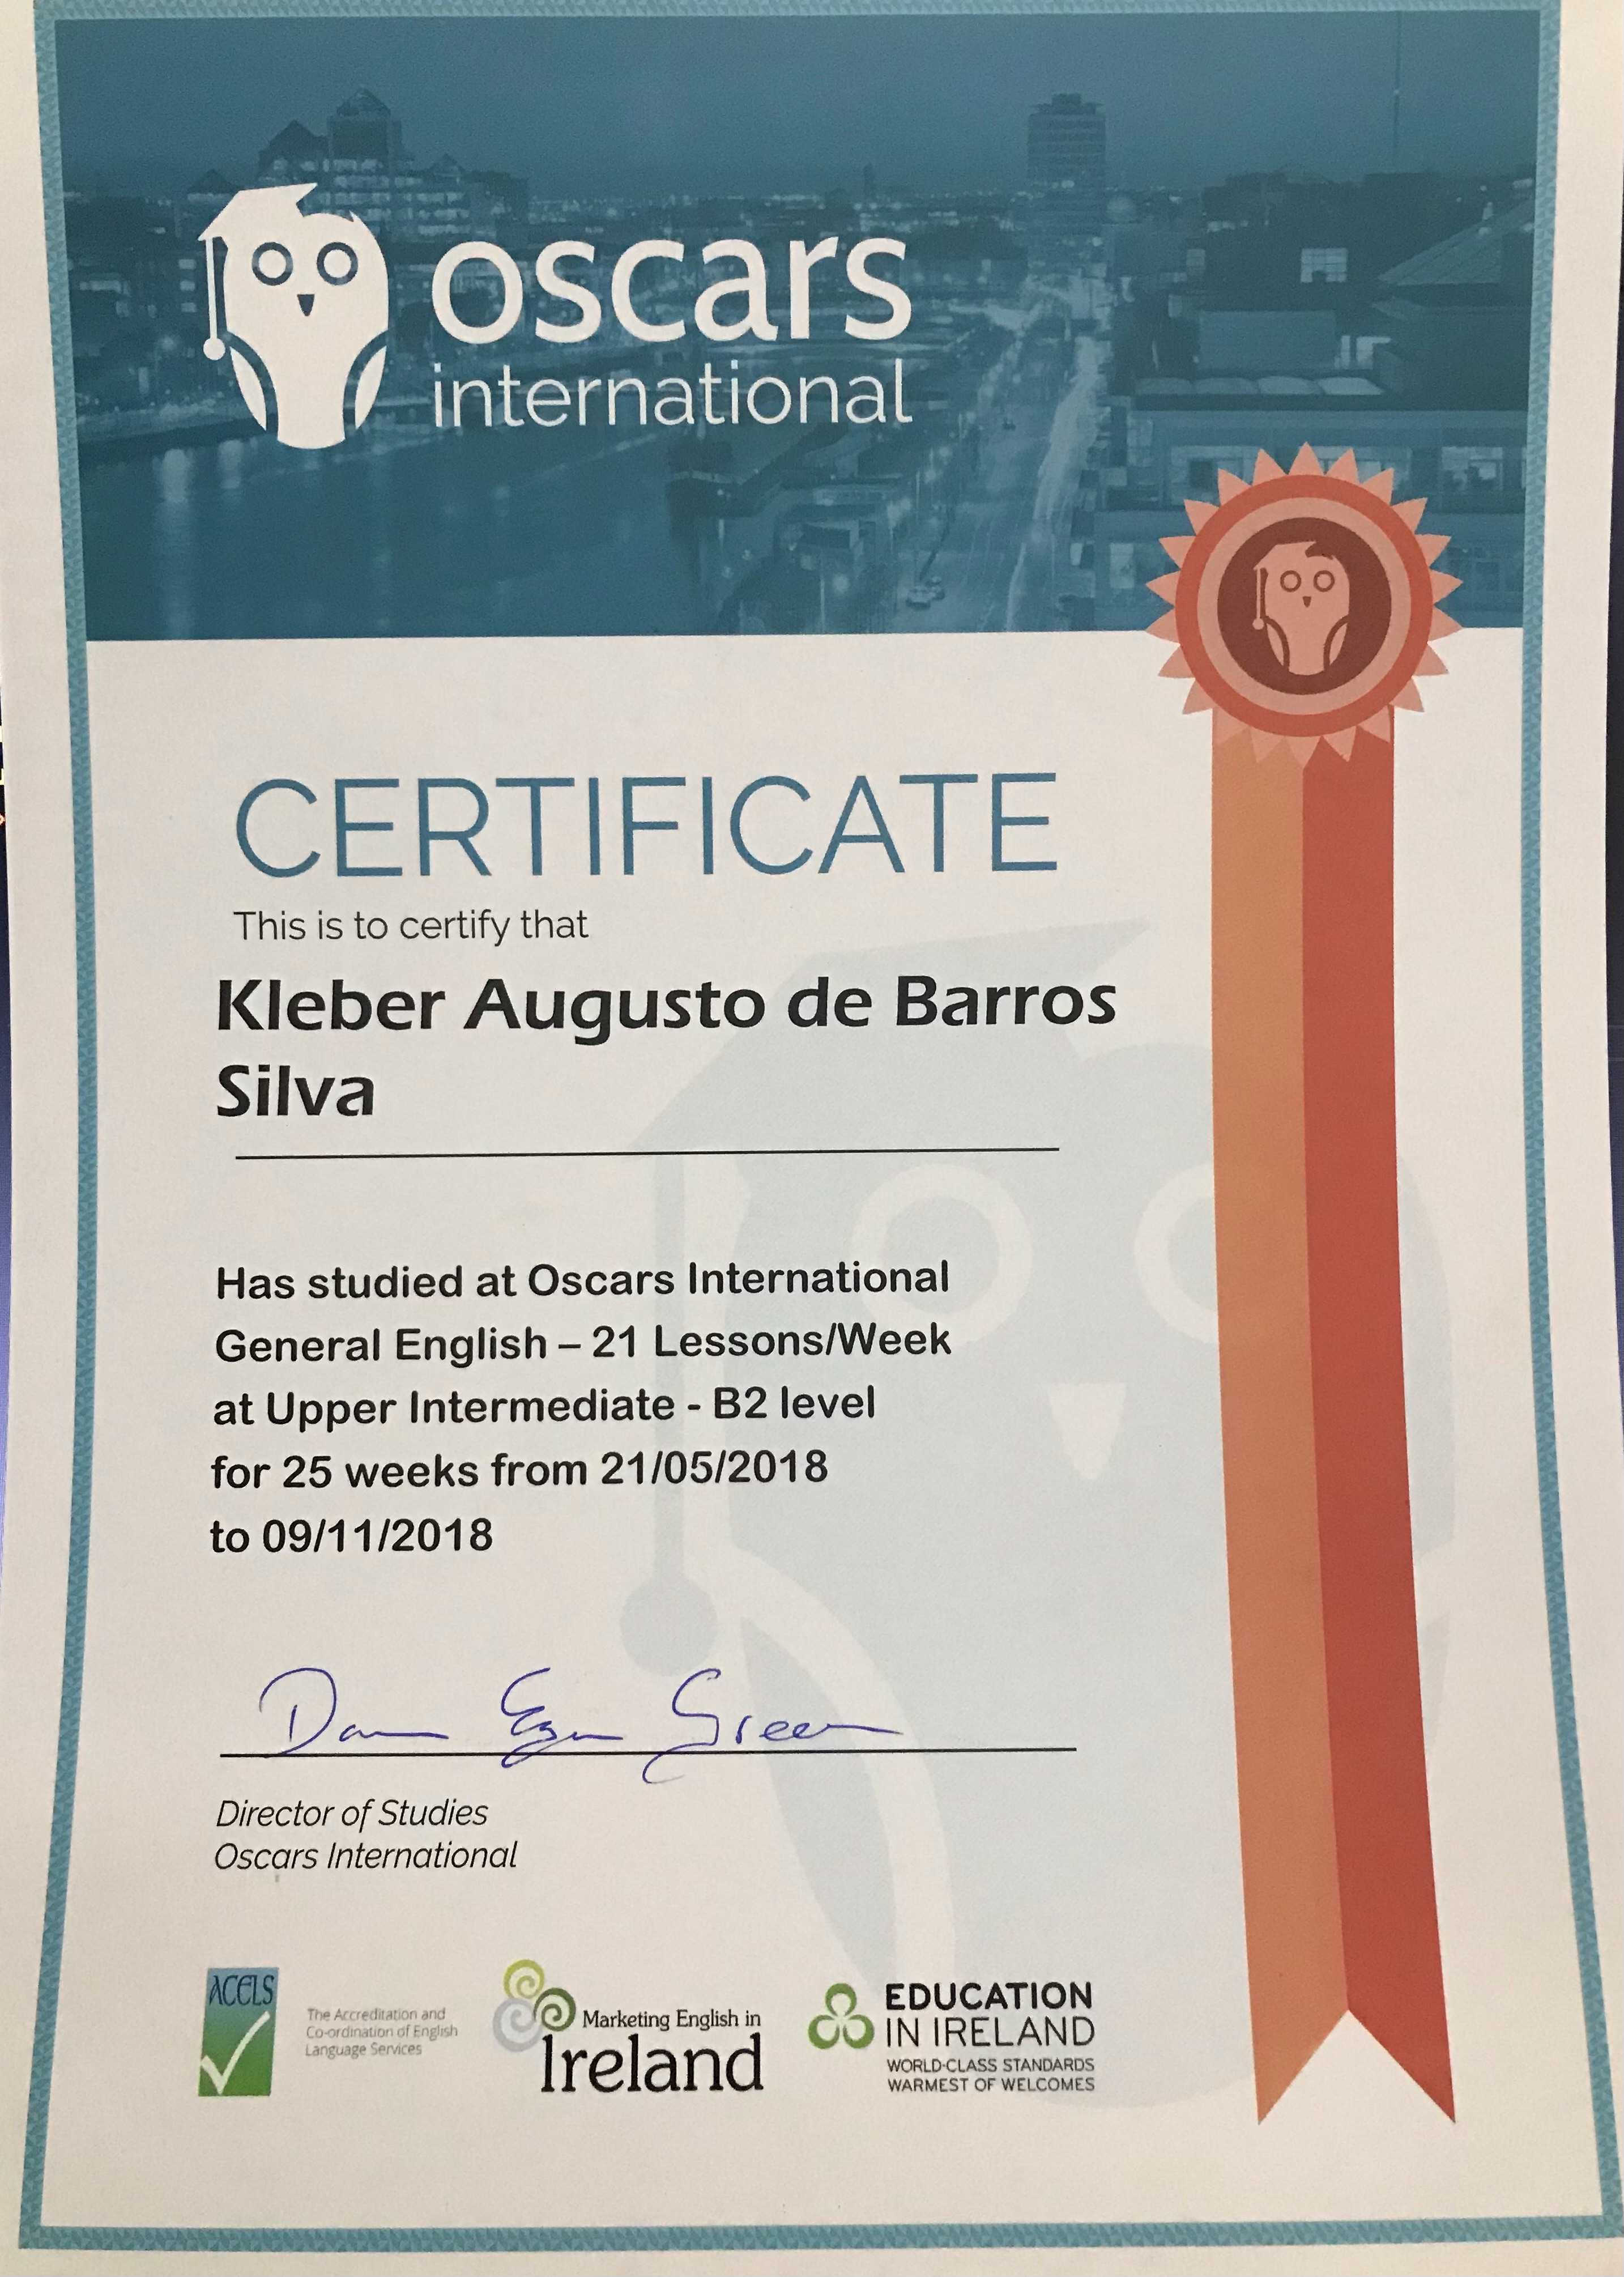 oscars
international
CERTIFICATE
This is to certify that
Kleber Augusto de Barros
Silva
Has studied at Oscars International
General English – 21 Lessons/Week
at Upper Intermediate - B2 level
for 25 weeks from 21/05/2018
to 09/11/2018
Green
Director of Studies
Oscars International
ACELS
The Accreditation and
Co-ordination of English
Language Services
Marketing English in
Ireland
EDUCATION
IN IRELAND
WORLD-CLASS STANDARDS
WARMEST OF WELCOMES